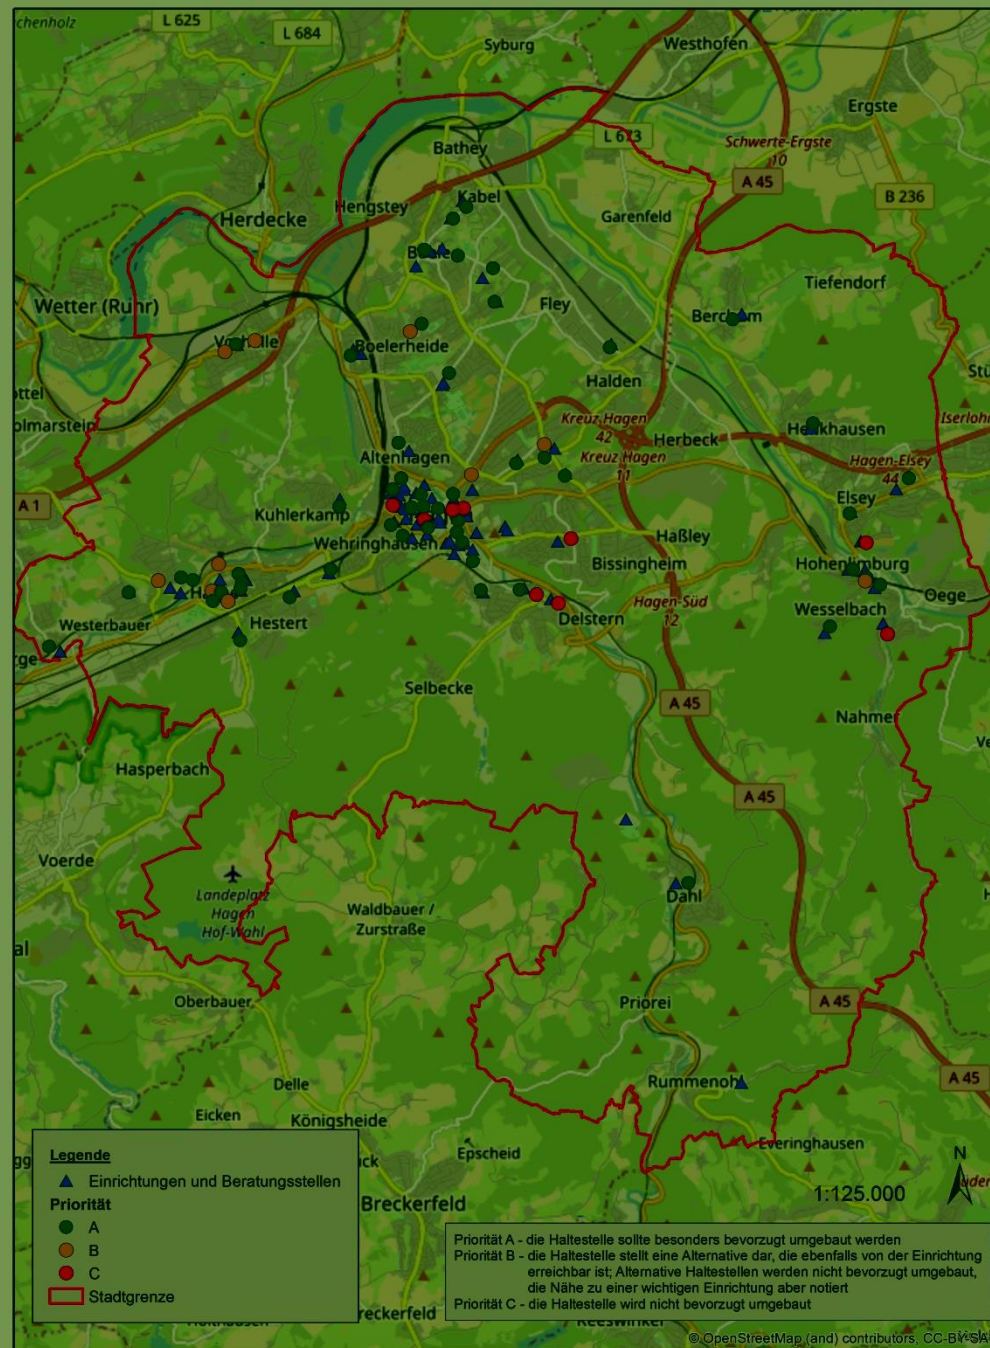 L 625
L 684
Syburg
Westhofen
Ergste
L 673
Schwerte-Ergste
10
A 45
B 236
Bathey
Kabel
Hengstey
Garenfeld
Herdecke
Tiefendorf
Wetter (Ruhr)
Fley
Boelerheide
Halden
Kreuz Hagen
42
Kreuz Hagen
11
Herbeck
Hagen-Elsey
44
Altenhagen
A 1
Elsey
Kuhlerkamp
Wehringhausen
Haßley
Bissingheim
Hohenlimburg
Oege
Hagen-Süd
12
Wesselbach
Westerbauer
Hestert
Delstern
Selbecke
A 45
Nahmer
Hasperbach
A 45
Voerde
Landeplatz
Hagen
Hof-Wahl
Waldbauer /
Zurstraße
Dahl
Oberbauer
Priorei
A 45
A 45
Delle
Eicken
Königsheide
Epscheid
Everinghausen
Breckerfeld
1:125.000
N
Legende
Einrichtungen und Beratungsstellen
Priorität
A
B
C
Stadtgrenze
Priorität A - die Haltestelle sollte besonders bevorzugt umgebaut werden
Priorität B - die Haltestelle stellt eine Alternative dar, die ebenfalls von der Einrichtung
erreichbar ist; Alternative Haltestellen werden nicht bevorzugt umgebaut,
die Nähe zu einer wichtigen Einrichtung aber notiert
Priorität C - die Haltestelle wird nicht bevorzugt umgebaut
© OpenStreetMap (and) contributors, CC-BY-SA